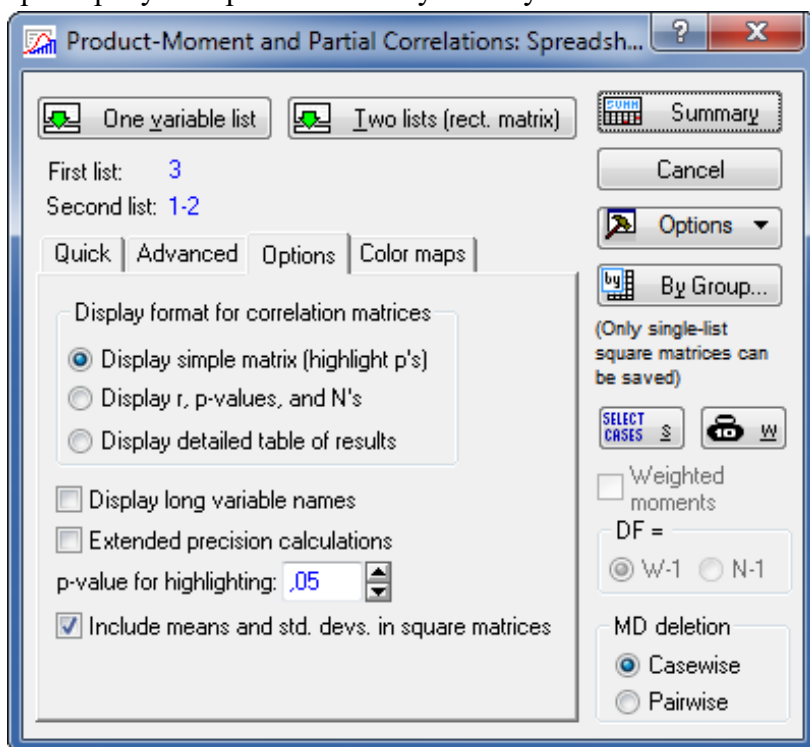 Product-Moment and Partial Correlations: Spreadsh...
?
X
One variable list
Two lists (rect. matrix)
SUMM
Summary
First list: 3
Second list: 1-2
Cancel
Options
by
By Group...
Quick
Advanced
Options
Color maps
(Only single-list
square matrices can
be saved)
Display format for correlation matrices
Display simple matrix (highlight p's)
Display r, p-values, and N's
Display detailed table of results
SELECT
CASES
S
W
Weighted
moments
DF =
W-1
N-1
Display long variable names
Extended precision calculations
p-value for highlighting: ,05
Include means and std. devs. in square matrices
MD deletion
Casewise
Pairwise